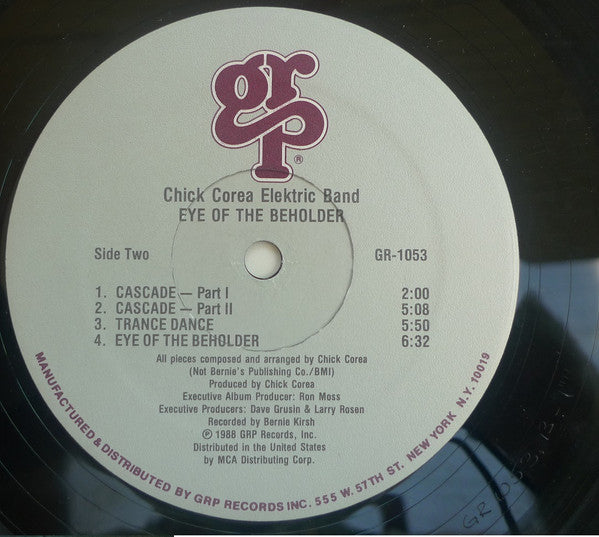 grp
®
Chick Corea Elektric Band
EYE OF THE BEHOLDER
Side Two GR-1053
1. CASCADE — Part I 2:00
2. CASCADE — Part II 5:08
3. TRANCE DANCE 5:50
4. EYE OF THE BEHOLDER 6:32
All pieces composed and arranged by Chick Corea
(Not Bernie's Publishing Co./BMI)
Produced by Chick Corea
Executive Album Producer: Ron Moss
Executive Producers: Dave Grusin & Larry Rosen
Recorded by Bernie Kirsh
℗ 1988 GRP Records, Inc.
Distributed in the United States
by MCA Distributing Corp.
MANUFACTURED & DISTRIBUTED BY GRP RECORDS INC. 555 W. 57TH ST. NEW YORK N.Y. 10019